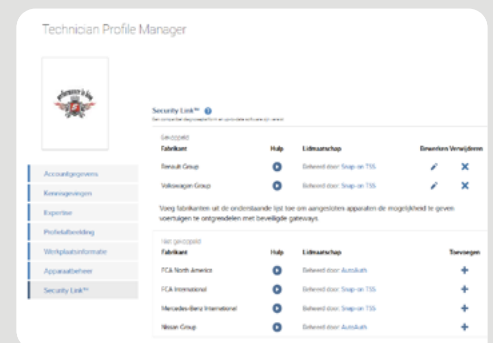 Technician Profile Manager
Security Link™
Gekoppeld
Fabrikant Hulp Lidmaatschap Bewerken Verwijderen
Renault Group Beheerd door: Snap-on TSS
Volkswagen Group Beheerd door: Snap-on TSS
Voeg fabrikanten uit de onderstaande lijst toe om aangesloten apparaten de mogelijkheid te geven
voertuigen te ontgrendelen met beveiligde gateways
Niet gekoppeld
Fabrikant Hulp Lidmaatschap Toevoegen
FCA North America Beheerd door: AutoAuth
FCA International Beheerd door: Snap-on TSS
Mercedes-Benz International Beheerd door: Snap-on TSS
Nissan Group Beheerd door: AutoAuth
Accountgegevens
Kennisgevingen
Expertise
Profielafbeelding
Werkplaatsinformatie
Apparaatbeheer
Security Link™